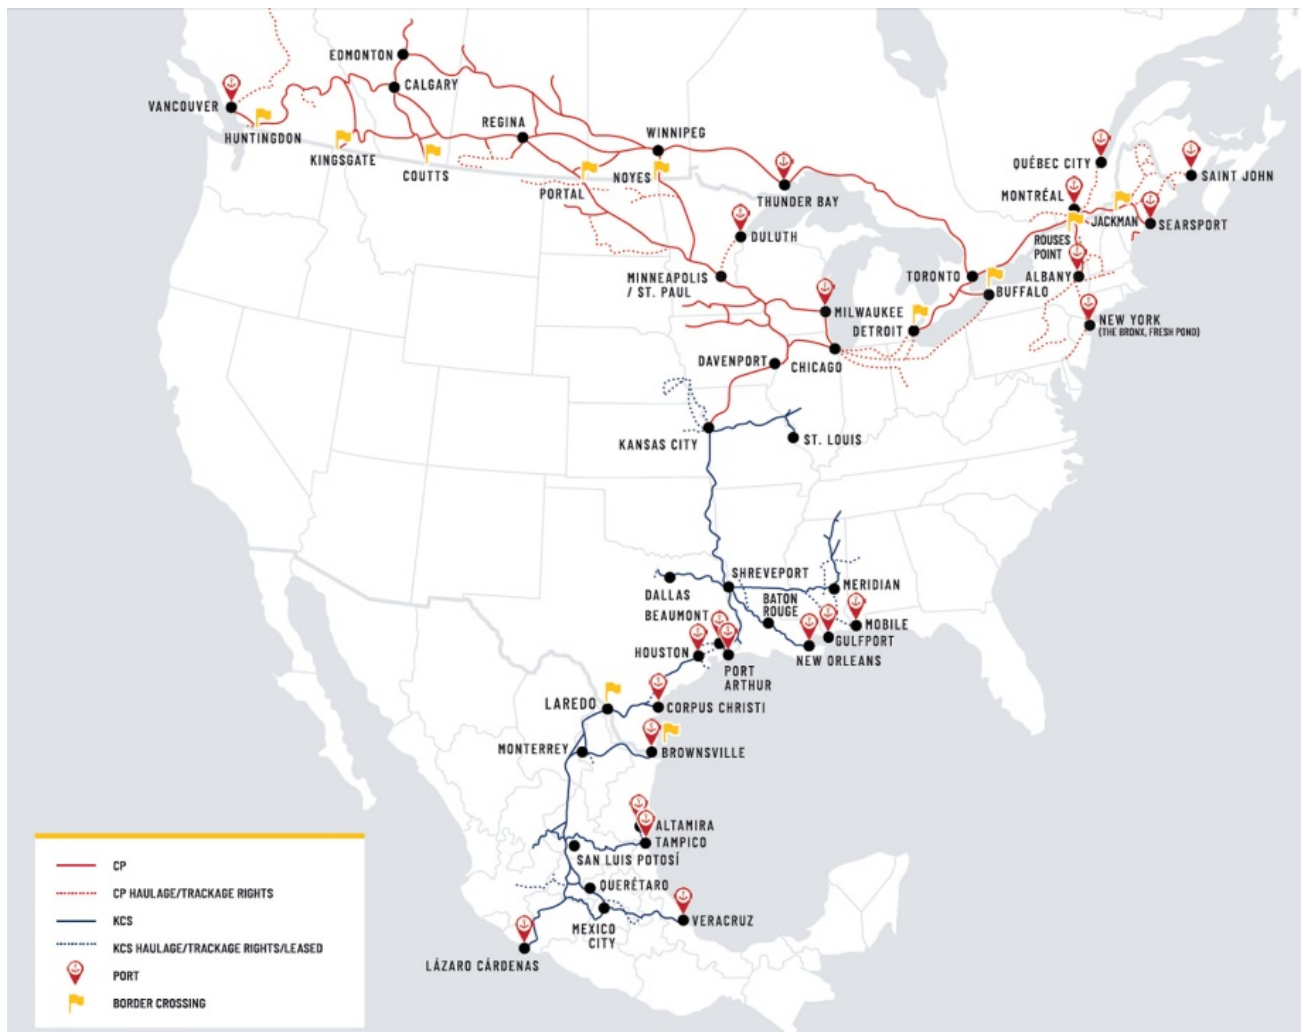 EDMONTON
CALGARY
VANCOUVER
HUNTINGDON
REGINA
WINNIPEG
KINGSGATE
COUTTS
PORTAL
NOYES
THUNDER BAY
QUÉBEC CITY
SAINT JOHN
MONTRÉAL
JACKMAN
SEARSPORT
ROUSES
POINT
DULUTH
MINNEAPOLIS
/ ST. PAUL
TORONTO
ALBANY
BUFFALO
MILWAUKEE
DETROIT
NEW YORK
(THE BRONX, FRESH POND)
DAVENPORT
CHICAGO
KANSAS CITY
ST. LOUIS
SHREVEPORT
DALLAS
MERIDIAN
BATON
ROUGE
BEAUMONT
MOBILE
GULFPORT
HOUSTON
NEW ORLEANS
PORT
ARTHUR
LAREDO
CORPUS CHRISTI
MONTERREY
BROWNSVILLE
ALTAMIRA
TAMPICO
SAN LUIS POTOSÍ
QUERÉTARO
MEXICO
CITY
VERACRUZ
LÁZARO CÁRDENAS
CP
CP HAULAGE/TRACKAGE RIGHTS
KCS
KCS HAULAGE/TRACKAGE RIGHTS/LEASED
PORT
BORDER CROSSING